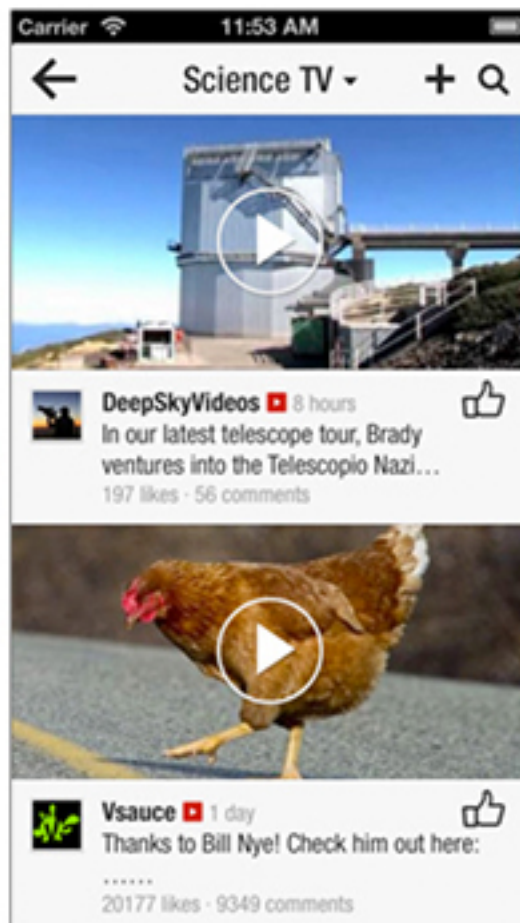 Carrier 11:53 AM
Science TV
DeepSkyVideos 8 hours
In our latest telescope tour, Brady
ventures into the Telescopio Nazi...
197 likes · 56 comments
Vsauce 1 day
Thanks to Bill Nye! Check him out here:
......
20177 likes · 9349 comments